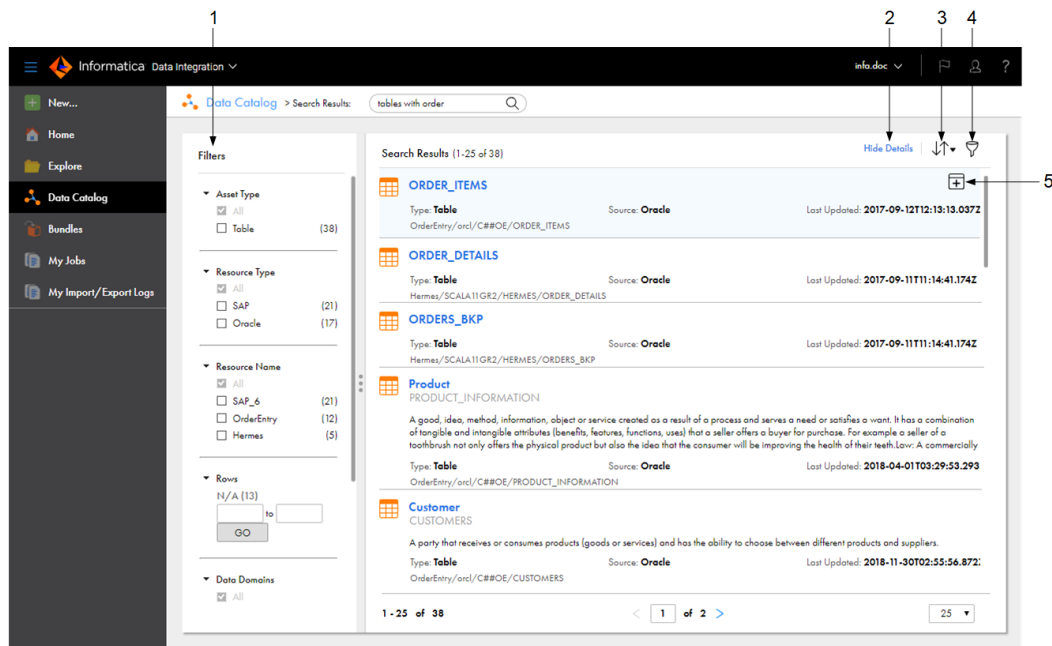 1
2
3
4
Informatica Data Integration
infa.doc
?
New...
Home
Explore
Data Catalog
Bundles
My Jobs
My Import/Export Logs
Data Catalog > Search Results:
tables with order
Filters
Asset Type
All
Table (38)
Resource Type
All
SAP (21)
Oracle (17)
Resource Name
All
SAP_6 (21)
OrderEntry (12)
Hermes (5)
Rows
N/A (13)
to
GO
Data Domains
All
Search Results (1-25 of 38)
Hide Details
5
ORDER_ITEMS
Type: Table Source: Oracle Last Updated: 2017-09-12T12:13:13.037Z
OrderEntry/orcl/C##OE/ORDER_ITEMS
ORDER_DETAILS
Type: Table Source: Oracle Last Updated: 2017-09-11T11:14:41.174Z
Hermes/SCALA11GR2/HERMES/ORDER_DETAILS
ORDERS_BKP
Type: Table Source: Oracle Last Updated: 2017-09-11T11:14:41.174Z
Hermes/SCALA11GR2/HERMES/ORDERS_BKP
Product
PRODUCT_INFORMATION
A good, idea, method, information, object or service created as a result of a process and serves a need or satisfies a want. It has a combination
of tangible and intangible attributes (benefits, features, functions, uses) that a seller offers a buyer for purchase. For example a seller of a
toothbrush not only offers the physical product but also the idea that the consumer will be improving the health of their teeth.Law: A commercially
Type: Table Source: Oracle Last Updated: 2018-04-01T03:29:53.293
OrderEntry/orcl/C##OE/PRODUCT_INFORMATION
Customer
CUSTOMERS
A party that receives or consumes products (goods or services) and has the ability to choose between different products and suppliers.
Type: Table Source: Oracle Last Updated: 2018-11-30T02:55:56.872
OrderEntry/orcl/C##OE/CUSTOMERS
1 - 25 of 38
1 of 2
25